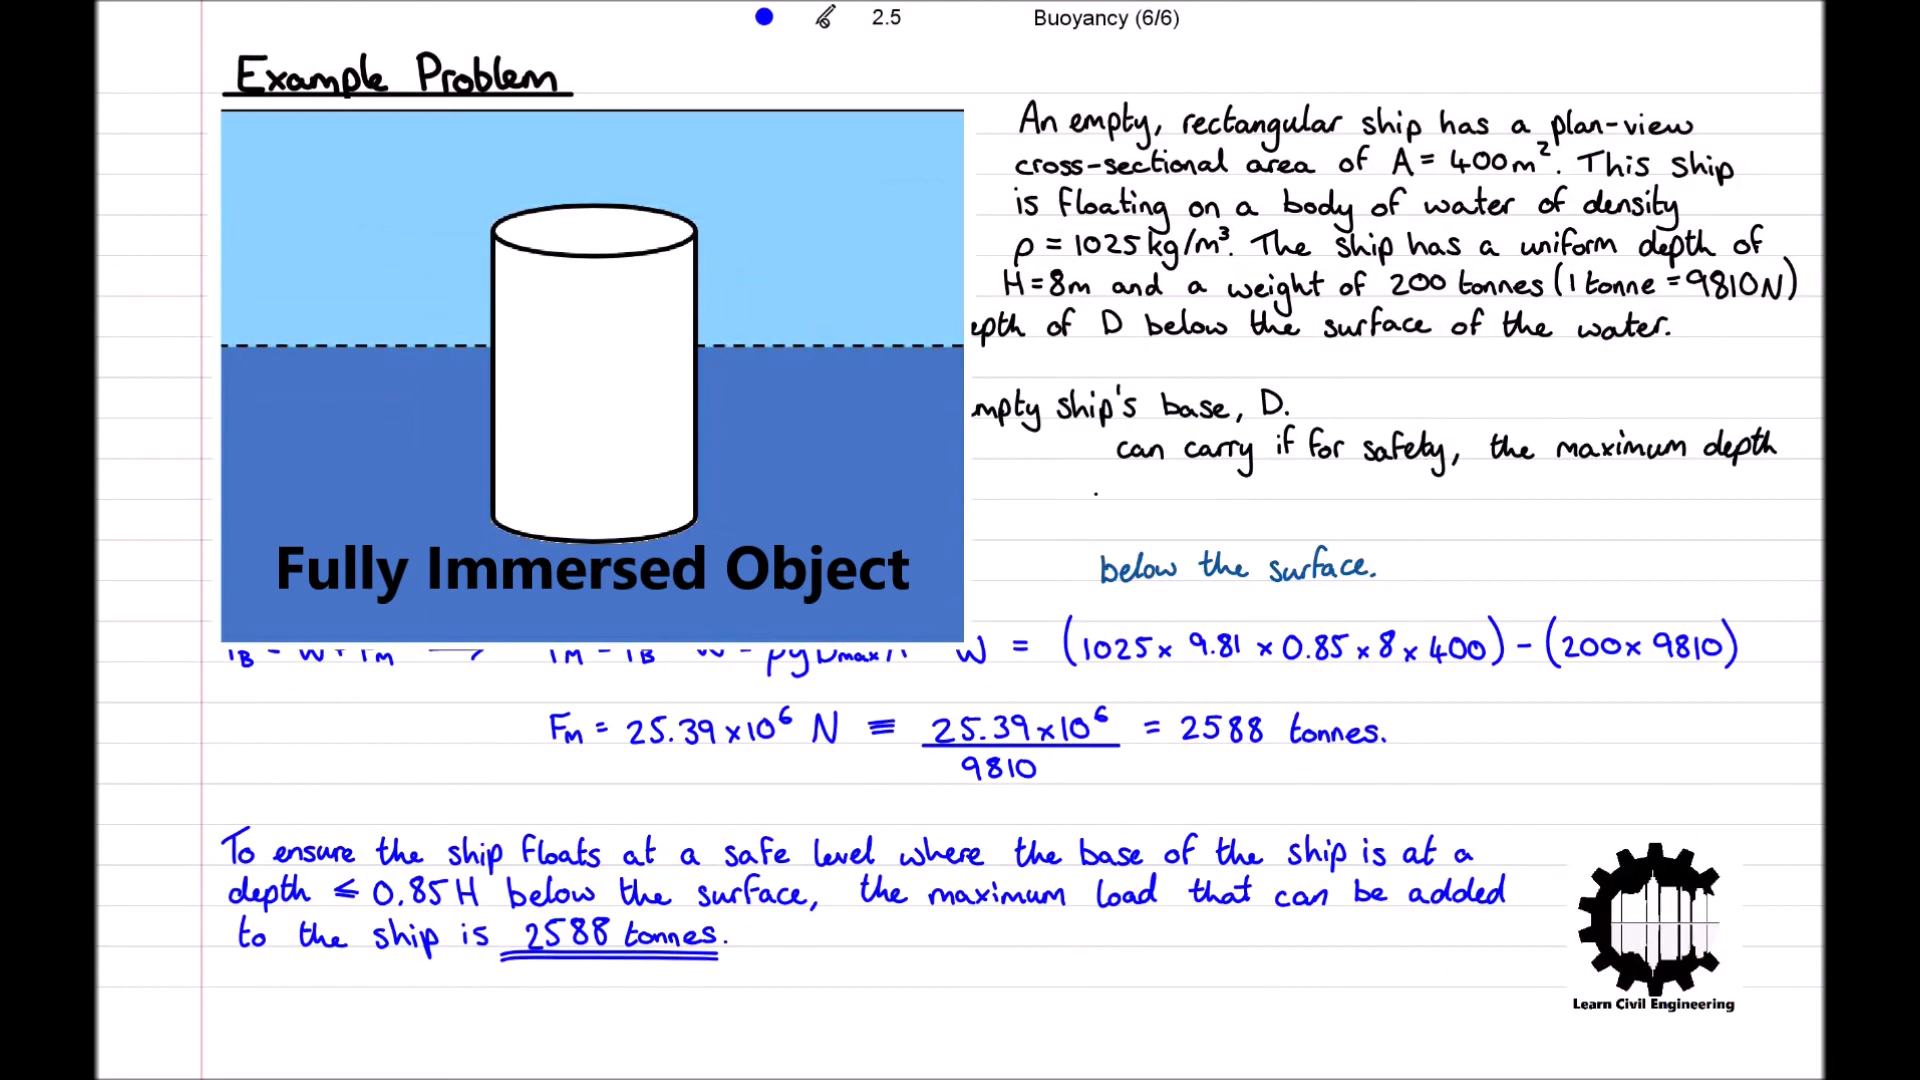 2.5 Buoyancy (6/6)
Example Problem
An empty, rectangular ship has a plan-view
cross-sectional area of A = 400m². This ship
is floating on a body of water of density
ρ = 1025 kg/m³. The ship has a uniform depth of
H = 8m and a weight of 200 tonnes (1 tonne = 9810N)
epth of D below the surface of the water.
mpty ship's base, D.
can carry if for safety, the maximum depth
Fully Immersed Object
below the surface.
W = (1025 × 9.81 × 0.85 × 8 × 400) - (200 × 9810)
F_M = 25.39 × 10⁶ N ≡ 25.39 × 10⁶ / 9810 = 2588 tonnes.
To ensure the ship floats at a safe level where the base of the ship is at a
depth ≤ 0.85H below the surface, the maximum load that can be added
to the ship is 2588 tonnes.
Learn Civil Engineering